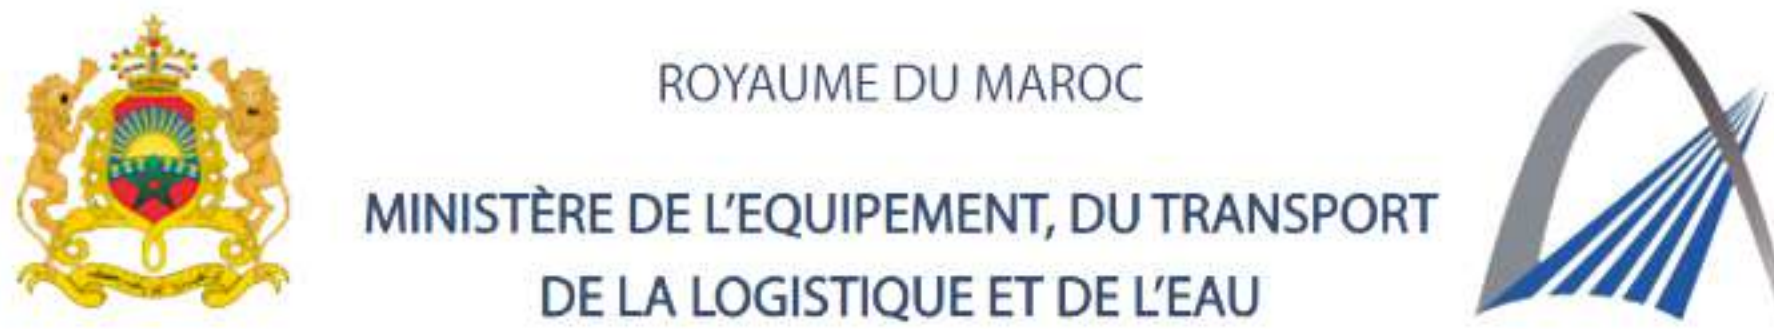 ROYAUME DU MAROC
MINISTÈRE DE L'EQUIPEMENT, DU TRANSPORT
DE LA LOGISTIQUE ET DE L'EAU